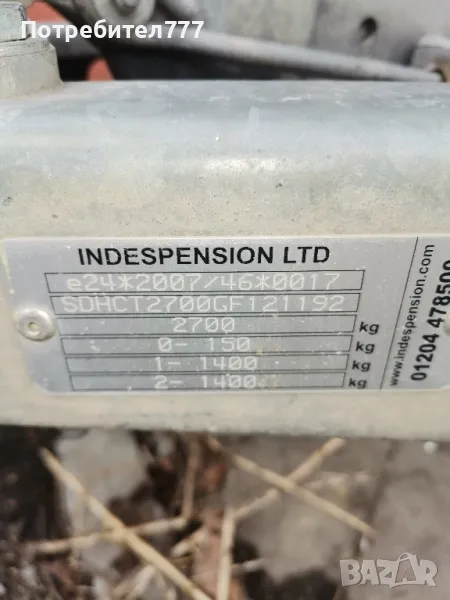 Потребител777
INDESPENSION LTD
e24*2007/46*0017
SDHCT2700GF121192
2700 kg
0- 150 kg
1- 1400 kg
2- 1400 kg
www.indespension.com
01204 478500
BAZAR